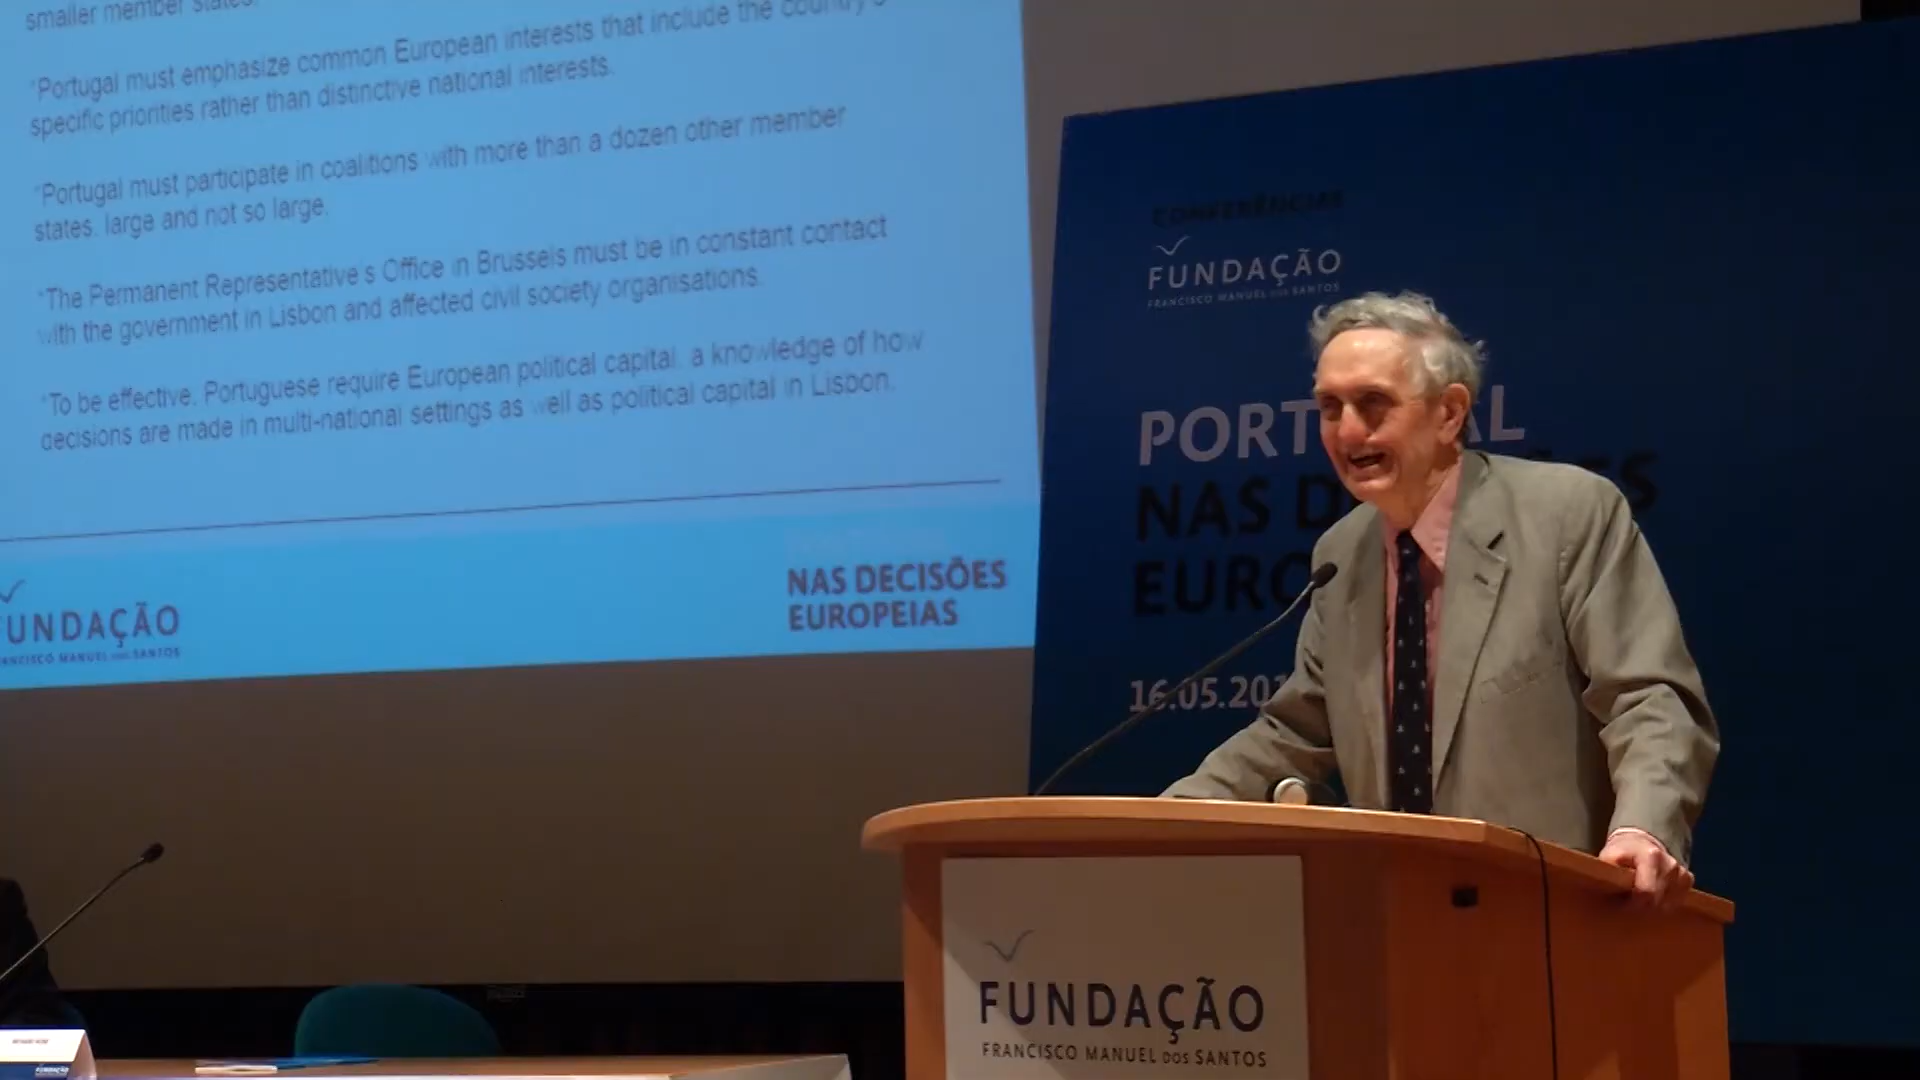 smaller member states.
*Portugal must emphasize common European interests that include the country's
specific priorities rather than distinctive national interests.
*Portugal must participate in coalitions with more than a dozen other member
states, large and not so large.
*The Permanent Representative's Office in Brussels must be in constant contact
with the government in Lisbon and affected civil society organisations.
*To be effective, Portuguese require European political capital, a knowledge of how
decisions are made in multi-national settings as well as political capital in Lisbon.
FUNDAÇÃO
FRANCISCO MANUEL DOS SANTOS
NAS DECISÕES
EUROPEIAS
CONFERÊNCIAS
FUNDAÇÃO
FRANCISCO MANUEL DOS SANTOS
PORT AL
NAS D ES
EURO
16.05.201
FUNDAÇÃO
FRANCISCO MANUEL DOS SANTOS
FUNDAÇÃO